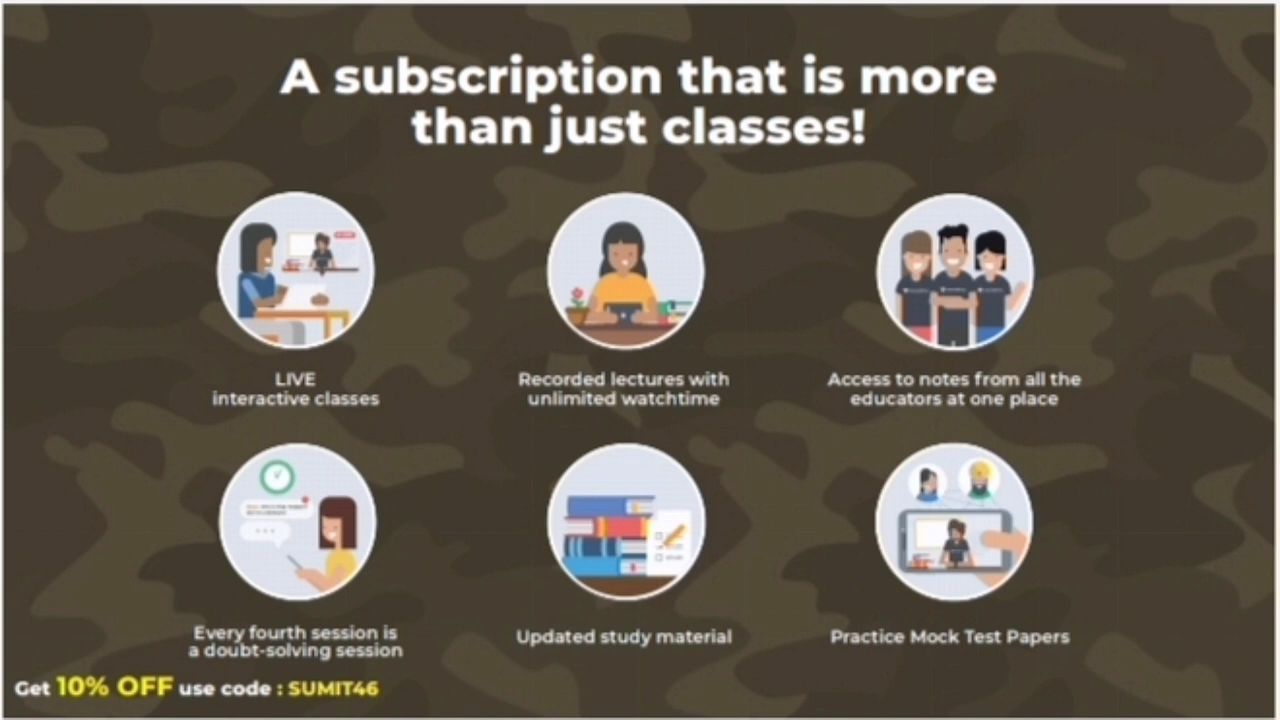 A subscription that is more
than just classes!
LIVE
interactive classes
Recorded lectures with
unlimited watchtime
Access to notes from all the
educators at one place
Every fourth session is
a doubt-solving session
Updated study material
Practice Mock Test Papers
Get 10% OFF use code : SUMIT46